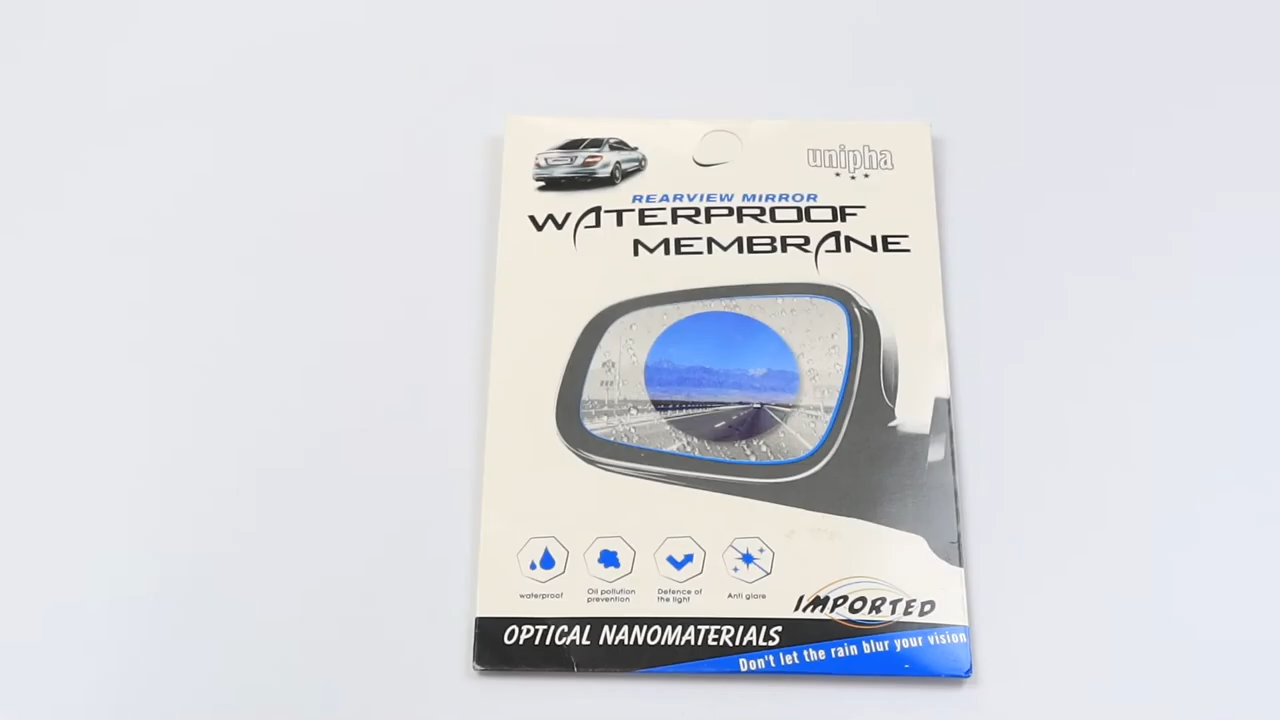 unipha
REARVIEW MIRROR
WATERPROOF
MEMBRANE
waterproof
Oil pollution
prevention
Defence of
the light
Anti glare
IMPORTED
OPTICAL NANOMATERIALS
Don't let the rain blur your vision